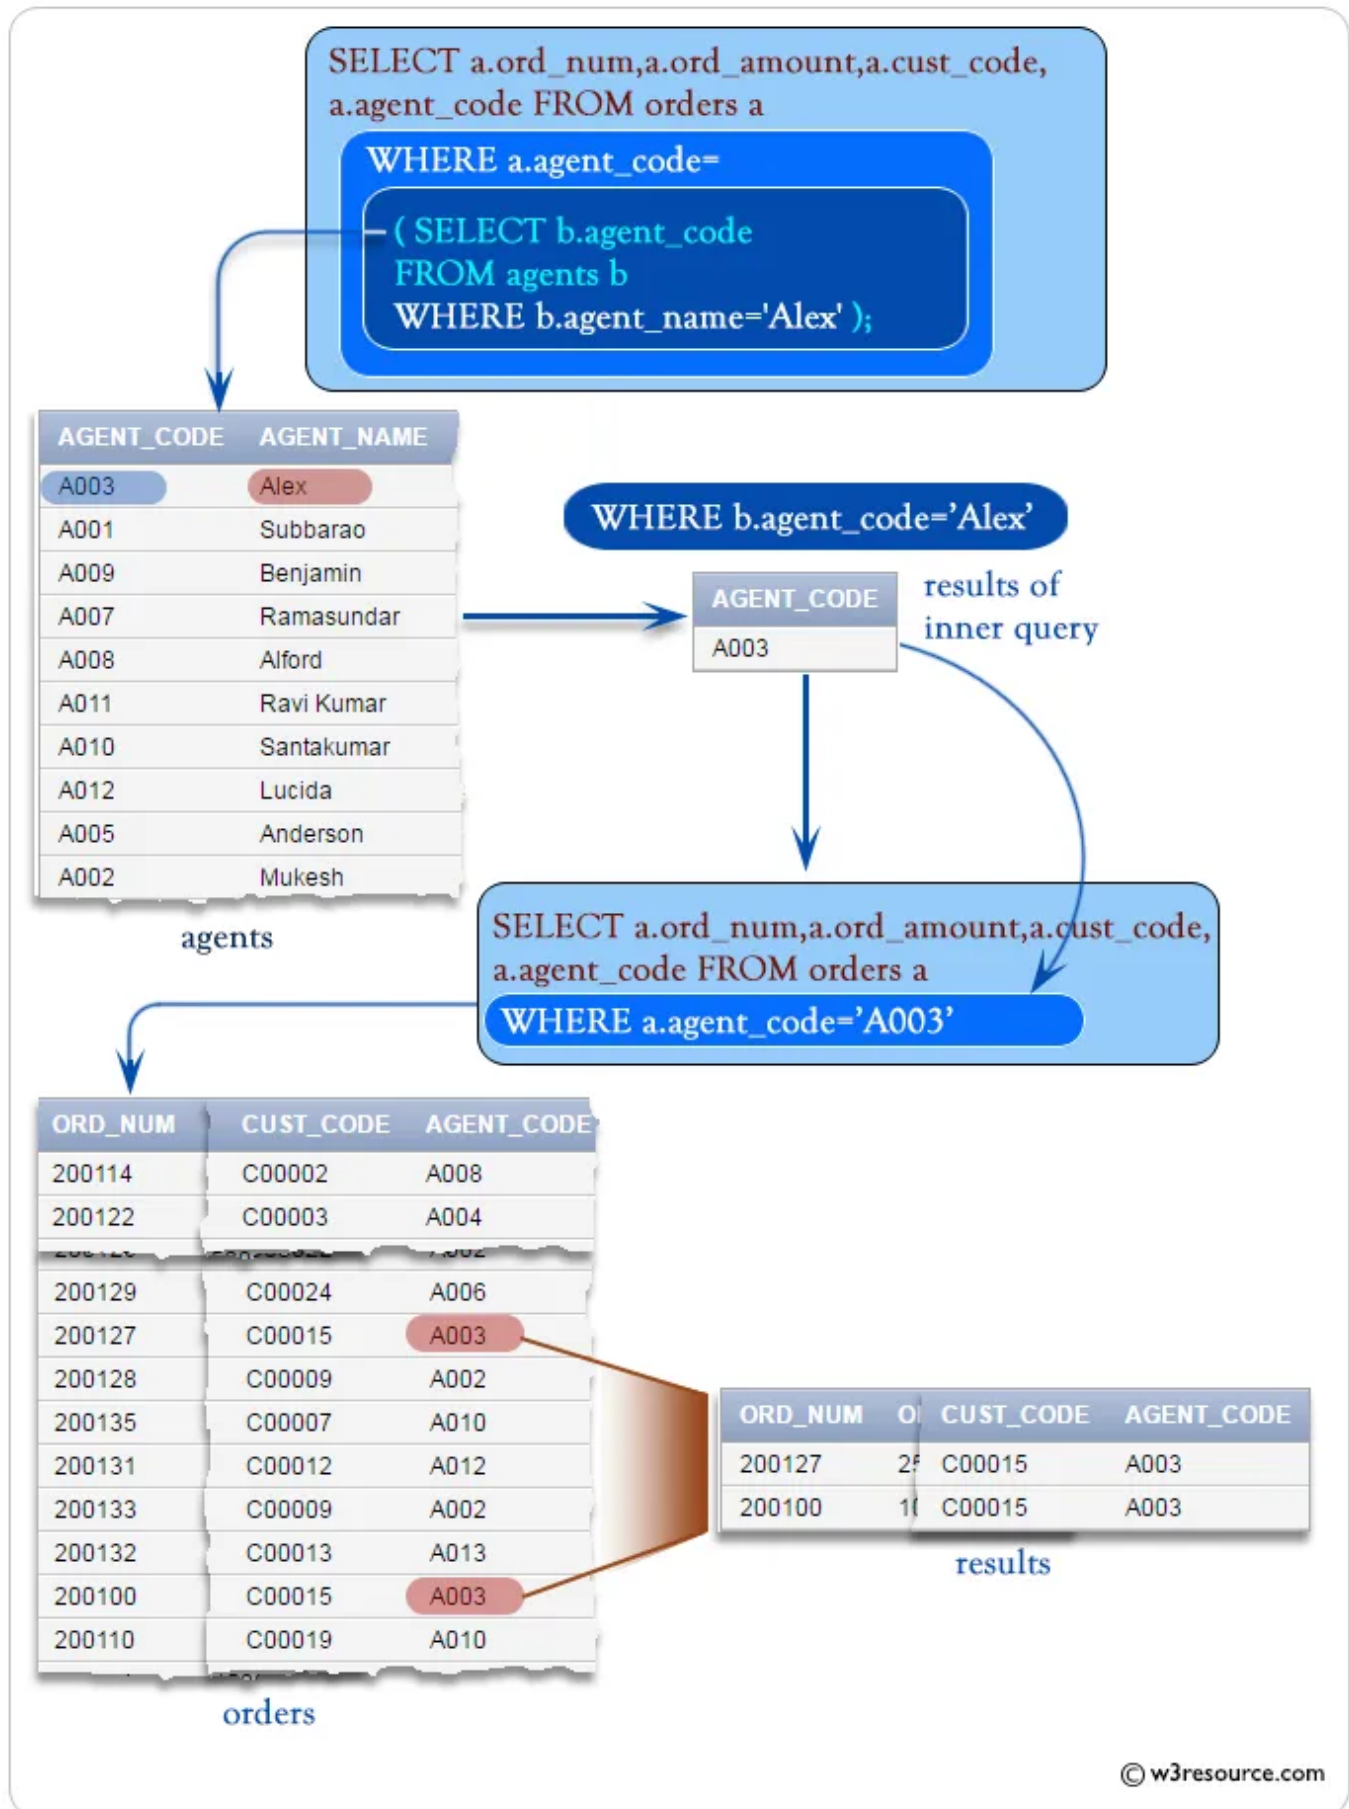 SELECT a.ord_num,a.ord_amount,a.cust_code,
a.agent_code FROM orders a
WHERE a.agent_code=
( SELECT b.agent_code
FROM agents b
WHERE b.agent_name='Alex' );
AGENT_CODE AGENT_NAME
A003 Alex
A001 Subbarao
A009 Benjamin
A007 Ramasundar
A008 Alford
A011 Ravi Kumar
A010 Santakumar
A012 Lucida
A005 Anderson
A002 Mukesh
agents
WHERE b.agent_code=’Alex’
AGENT_CODE
A003
results of
inner query
SELECT a.ord_num,a.ord_amount,a.cust_code,
a.agent_code FROM orders a
WHERE a.agent_code=’A003’
ORD_NUM CUST_CODE AGENT_CODE
200114 C00002 A008
200122 C00003 A004
200129 C00024 A006
200127 C00015 A003
200128 C00009 A002
200135 C00007 A010
200131 C00012 A012
200133 C00009 A002
200132 C00013 A013
200100 C00015 A003
200110 C00019 A010
orders
ORD_NUM CUST_CODE AGENT_CODE
200127 C00015 A003
200100 C00015 A003
results
© w3resource.com